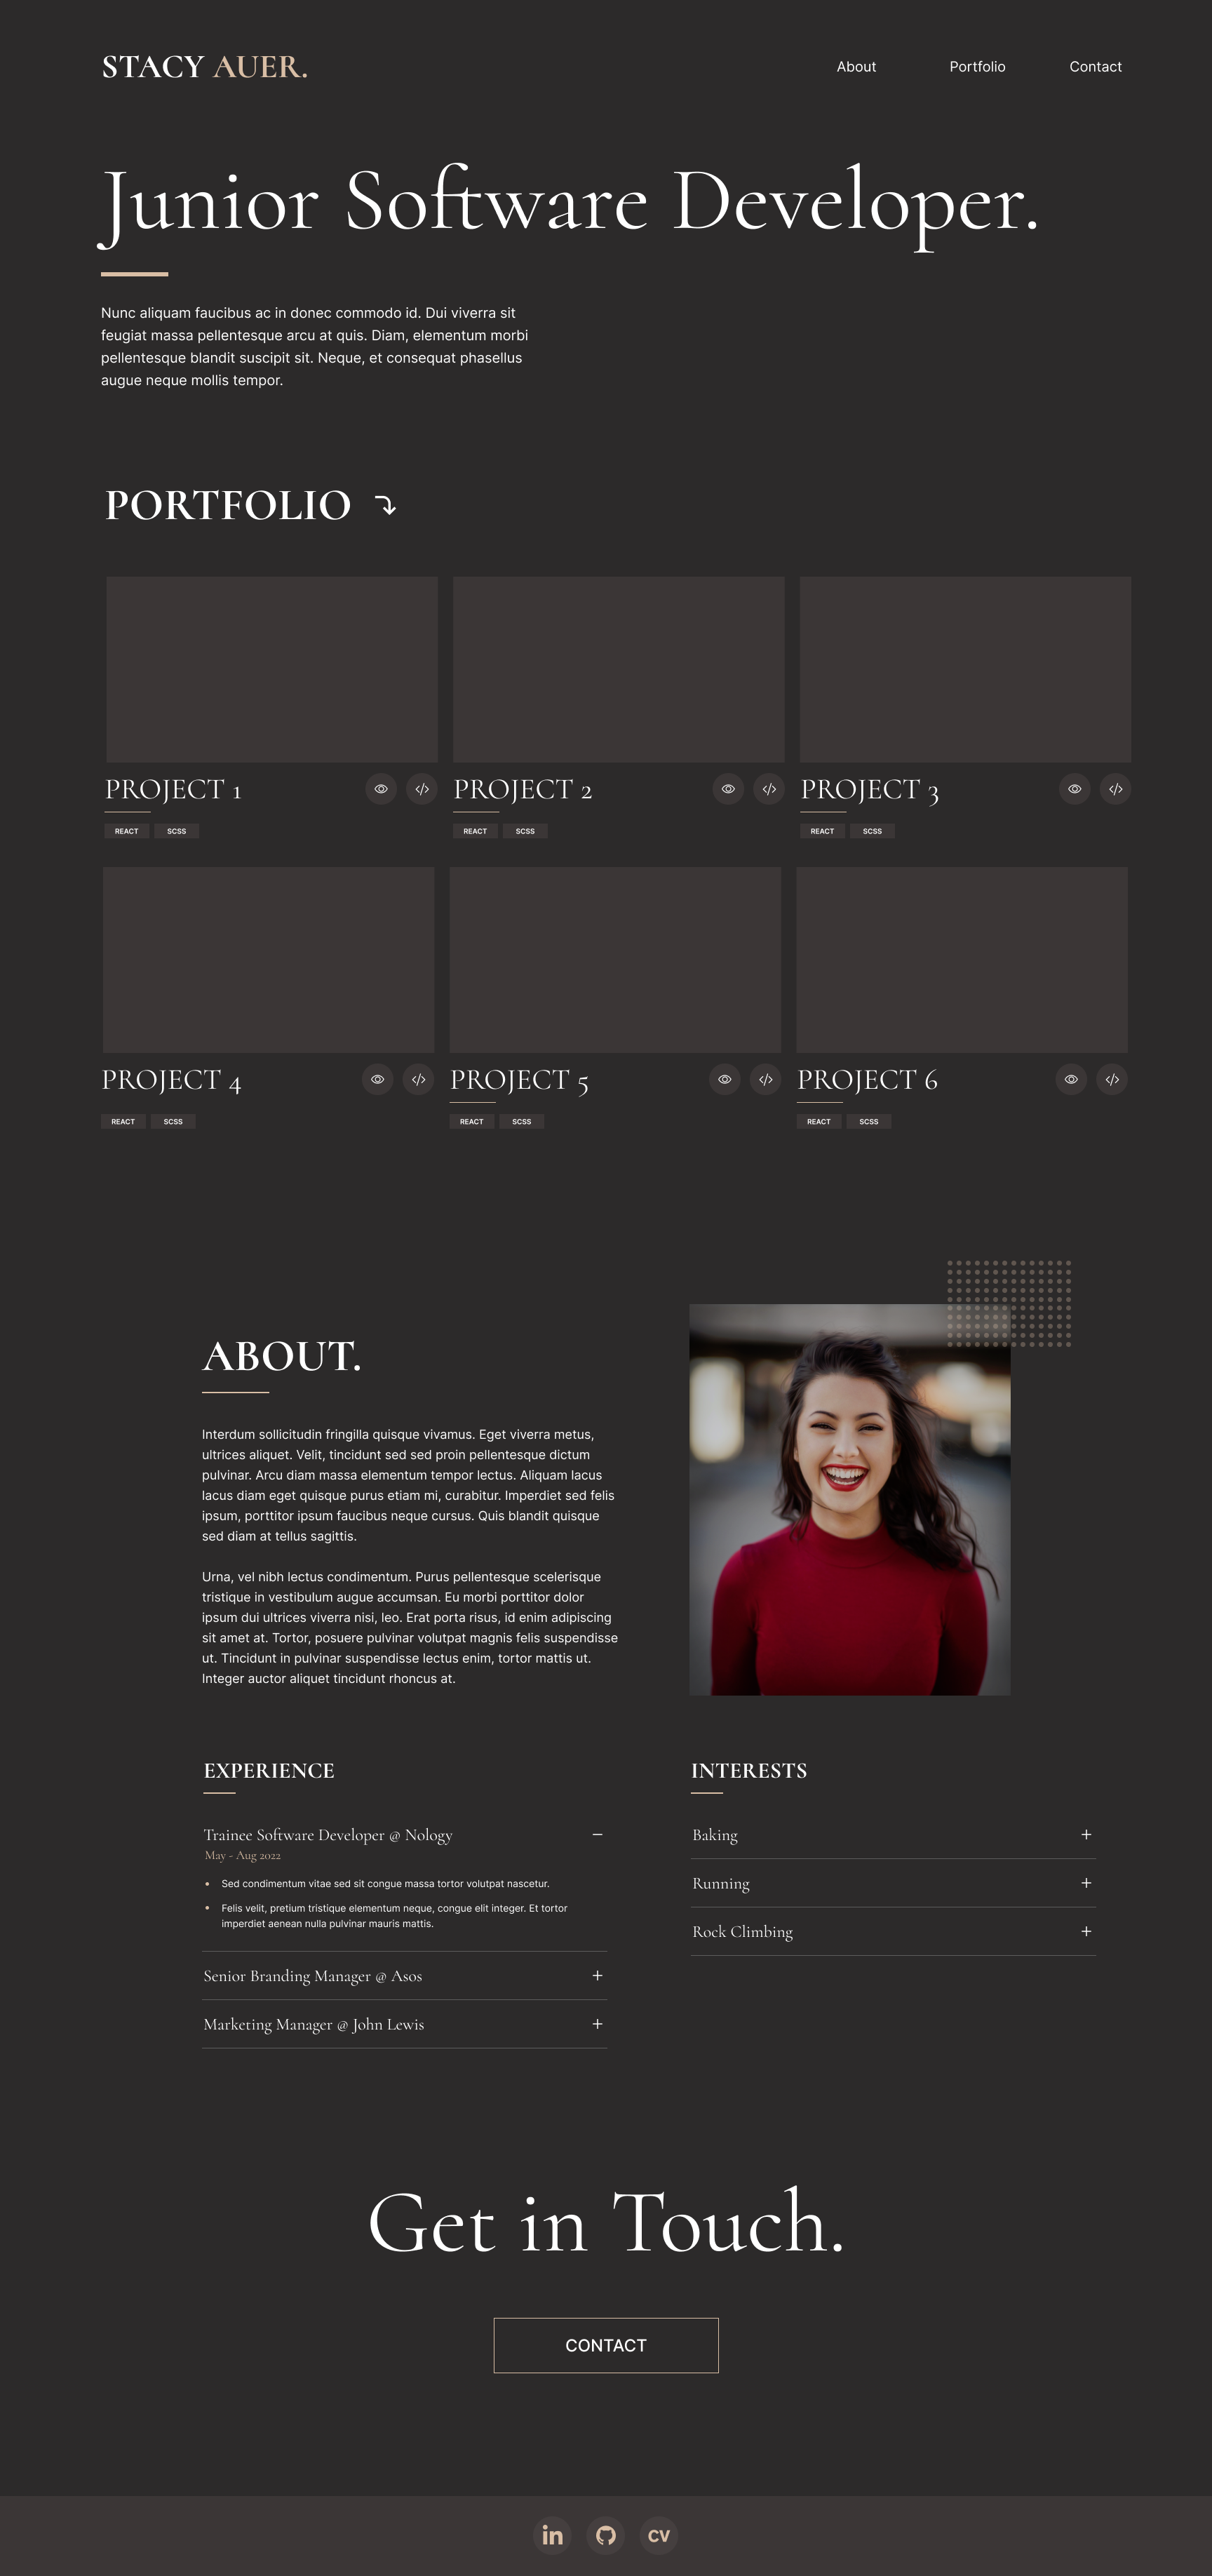 STACY AUER.
About Portfolio Contact
Junior Software Developer.
Nunc aliquam faucibus ac in donec commodo id. Dui viverra sit
feugiat massa pellentesque arcu at quis. Diam, elementum morbi
pellentesque blandit suscipit sit. Neque, et consequat phasellus
augue neque mollis tempor.
PORTFOLIO
PROJECT 1
REACT SCSS
PROJECT 2
REACT SCSS
PROJECT 3
REACT SCSS
PROJECT 4
REACT SCSS
PROJECT 5
REACT SCSS
PROJECT 6
REACT SCSS
ABOUT.
Interdum sollicitudin fringilla quisque vivamus. Eget viverra metus,
ultrices aliquet. Velit, tincidunt sed sed proin pellentesque dictum
pulvinar. Arcu diam massa elementum tempor lectus. Aliquam lacus
lacus diam eget quisque purus etiam mi, curabitur. Imperdiet sed felis
ipsum, porttitor ipsum faucibus neque cursus. Quis blandit quisque
sed diam at tellus sagittis.
Urna, vel nibh lectus condimentum. Purus pellentesque scelerisque
tristique in vestibulum augue accumsan. Eu morbi porttitor dolor
ipsum dui ultrices viverra nisi, leo. Erat porta risus, id enim adipiscing
sit amet at. Tortor, posuere pulvinar volutpat magnis felis suspendisse
ut. Tincidunt in pulvinar suspendisse lectus enim, tortor mattis ut.
Integer auctor aliquet tincidunt rhoncus at.
EXPERIENCE
Trainee Software Developer @ Nology
May - Aug 2022
Sed condimentum vitae sed sit congue massa tortor volutpat nascetur.
Felis velit, pretium tristique elementum neque, congue elit integer. Et tortor
imperdiet aenean nulla pulvinar mauris mattis.
Senior Branding Manager @ Asos
Marketing Manager @ John Lewis
INTERESTS
Baking
Running
Rock Climbing
Get in Touch.
CONTACT
in
CV